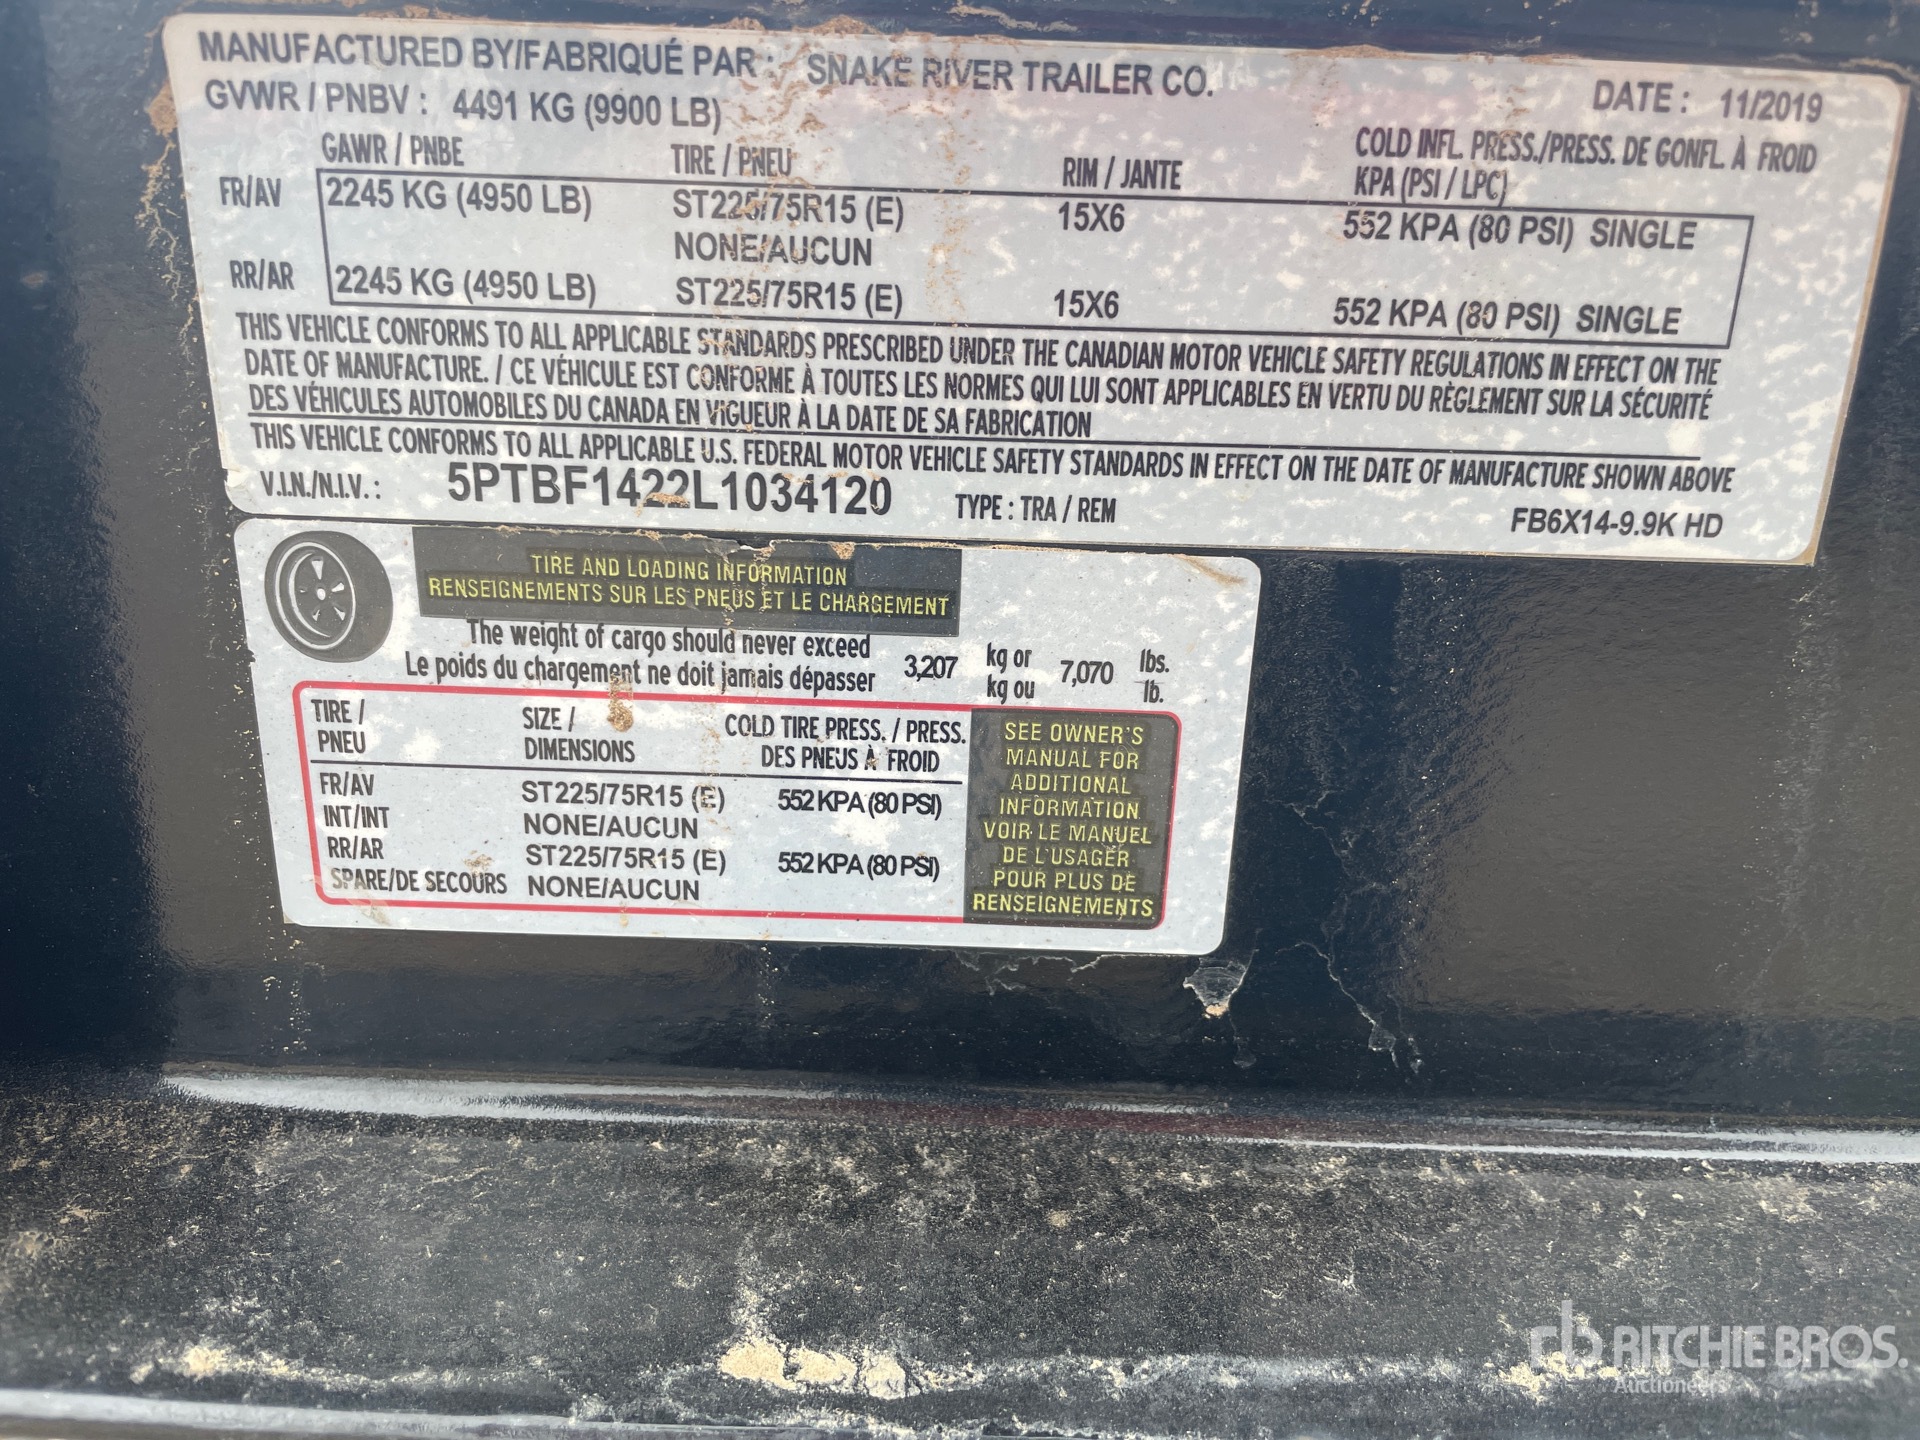 MANUFACTURED BY/FABRIQUÉ PAR : SNAKE RIVER TRAILER CO.
DATE : 11/2019
GVWR / PNBV : 4491 KG (9900 LB)
GAWR / PNBE TIRE / PNEU RIM / JANTE COLD INFL. PRESS./PRESS. DE GONFL. À FROID
KPA (PSI / LPC)
FR/AV 2245 KG (4950 LB) ST225/75R15 (E) 15X6 552 KPA (80 PSI) SINGLE
NONE/AUCUN
RR/AR 2245 KG (4950 LB) ST225/75R15 (E) 15X6 552 KPA (80 PSI) SINGLE
THIS VEHICLE CONFORMS TO ALL APPLICABLE STANDARDS PRESCRIBED UNDER THE CANADIAN MOTOR VEHICLE SAFETY REGULATIONS IN EFFECT ON THE
DATE OF MANUFACTURE. / CE VÉHICULE EST CONFORME À TOUTES LES NORMES QUI LUI SONT APPLICABLES EN VERTU DU RÈGLEMENT SUR LA SÉCURITÉ
DES VÉHICULES AUTOMOBILES DU CANADA EN VIGUEUR À LA DATE DE SA FABRICATION
THIS VEHICLE CONFORMS TO ALL APPLICABLE U.S. FEDERAL MOTOR VEHICLE SAFETY STANDARDS IN EFFECT ON THE DATE OF MANUFACTURE SHOWN ABOVE
V.I.N./N.I.V. : 5PTBF1422L1034120 TYPE : TRA / REM FB6X14-9.9K HD
TIRE AND LOADING INFORMATION
RENSEIGNEMENTS SUR LES PNEUS ET LE CHARGEMENT
The weight of cargo should never exceed
Le poids du chargement ne doit jamais dépasser
3,207 kg or 7,070 lbs.
kg ou lb.
TIRE / SIZE / COLD TIRE PRESS. / PRESS.
PNEU DIMENSIONS DES PNEUS À FROID
FR/AV ST225/75R15 (E) 552 KPA (80 PSI)
INT/INT NONE/AUCUN
RR/AR ST225/75R15 (E) 552 KPA (80 PSI)
SPARE/DE SECOURS NONE/AUCUN
SEE OWNER'S
MANUAL FOR
ADDITIONAL
INFORMATION
VOIR LE MANUEL
DE L'USAGER
POUR PLUS DE
RENSEIGNEMENTS
rb RITCHIE BROS.
Auctioneers